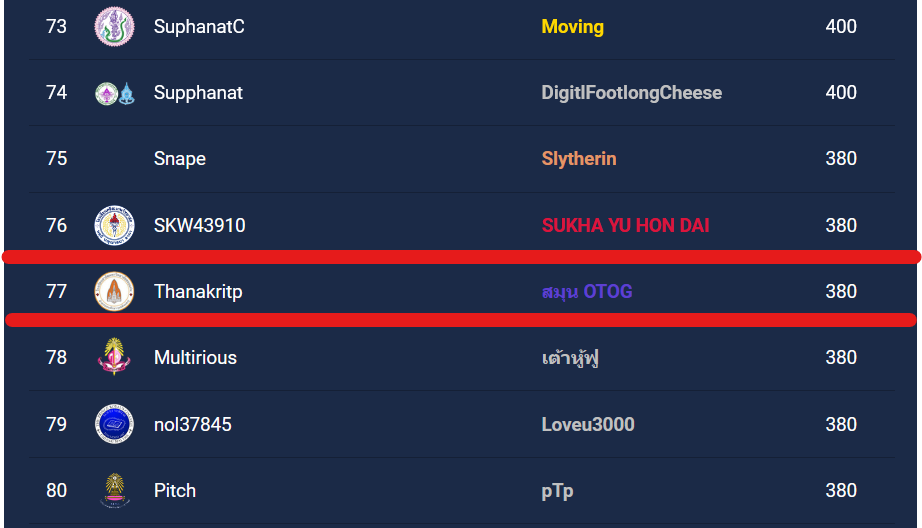 73 SuphanatC Moving 400
74 Supphanat DigitlFootlongCheese 400
75 Snape Slytherin 380
76 SKW43910 SUKHA YU HON DAI 380
77 Thanakritp สมุน OTOG 380
78 Multirious เต้าหู้ฟู 380
79 nol37845 Loveu3000 380
80 Pitch pTp 380